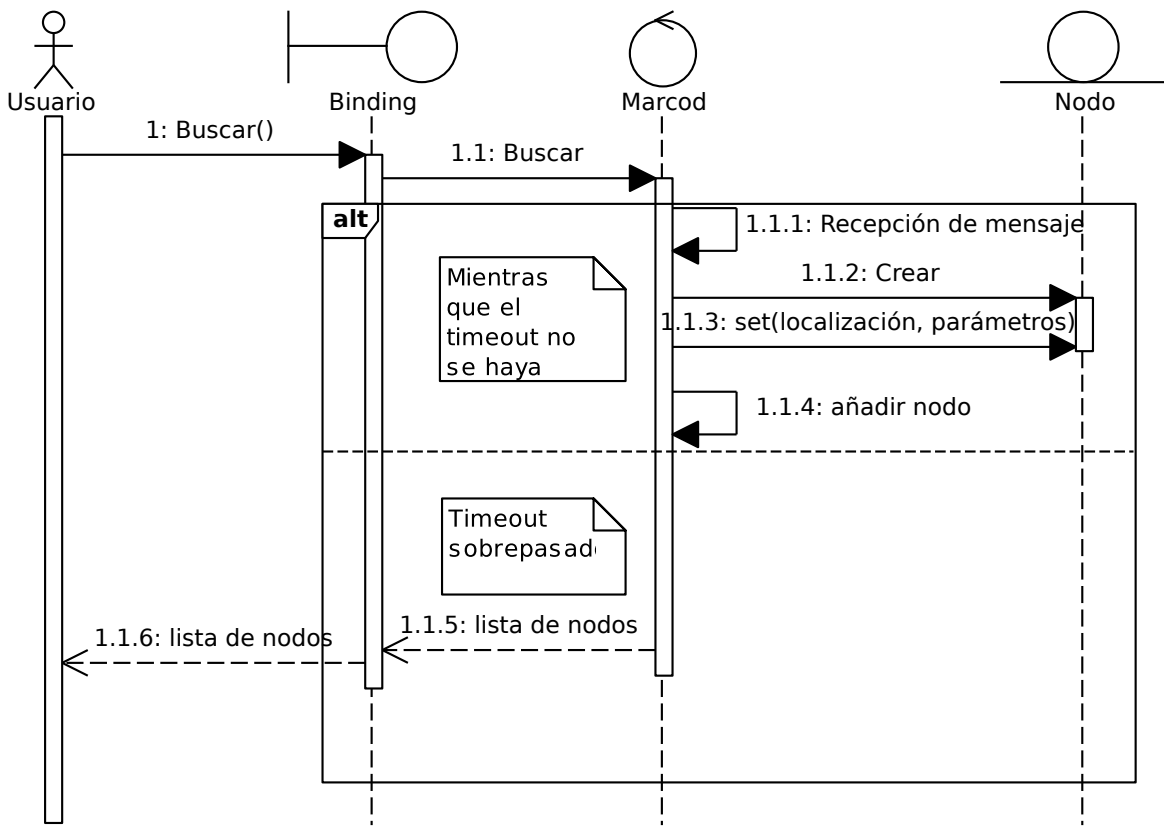 Usuario
Binding
Marcod
Nodo
1: Buscar()
1.1: Buscar
alt
1.1.1: Recepción de mensaje
Mientras
que el
timeout no
se haya
1.1.2: Crear
1.1.3: set(localización, parámetros)
1.1.4: añadir nodo
Timeout
1.1.5: lista de nodos
1.1.6: lista de nodos